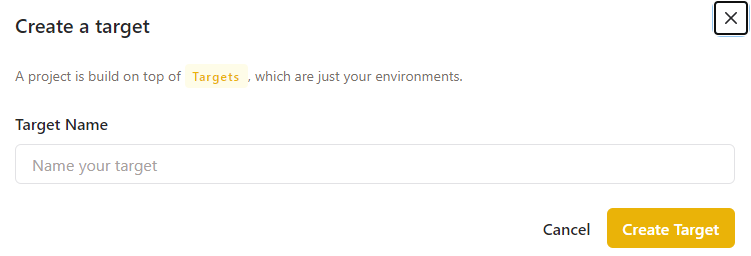 Create a target
A project is build on top of Targets, which are just your environments.
Target Name
Name your target
Cancel
Create Target